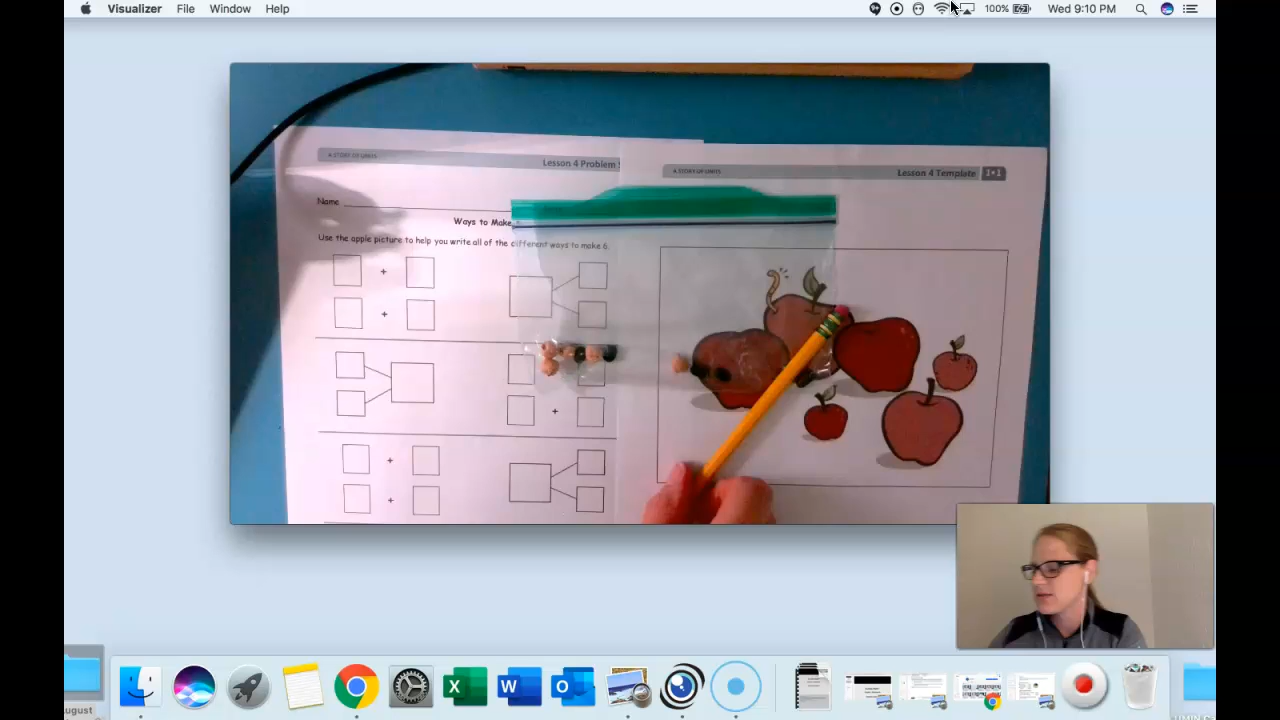 Visualizer File Window Help
100% Wed 9:10 PM
A STORY OF UNITS
Lesson 4 Problem
A STORY OF UNITS
Lesson 4 Template 1•1
Name
Ways to Make
Use the apple picture to help you write all of the different ways to make 6.
+
+
+
+
+
X
W
O
ugust